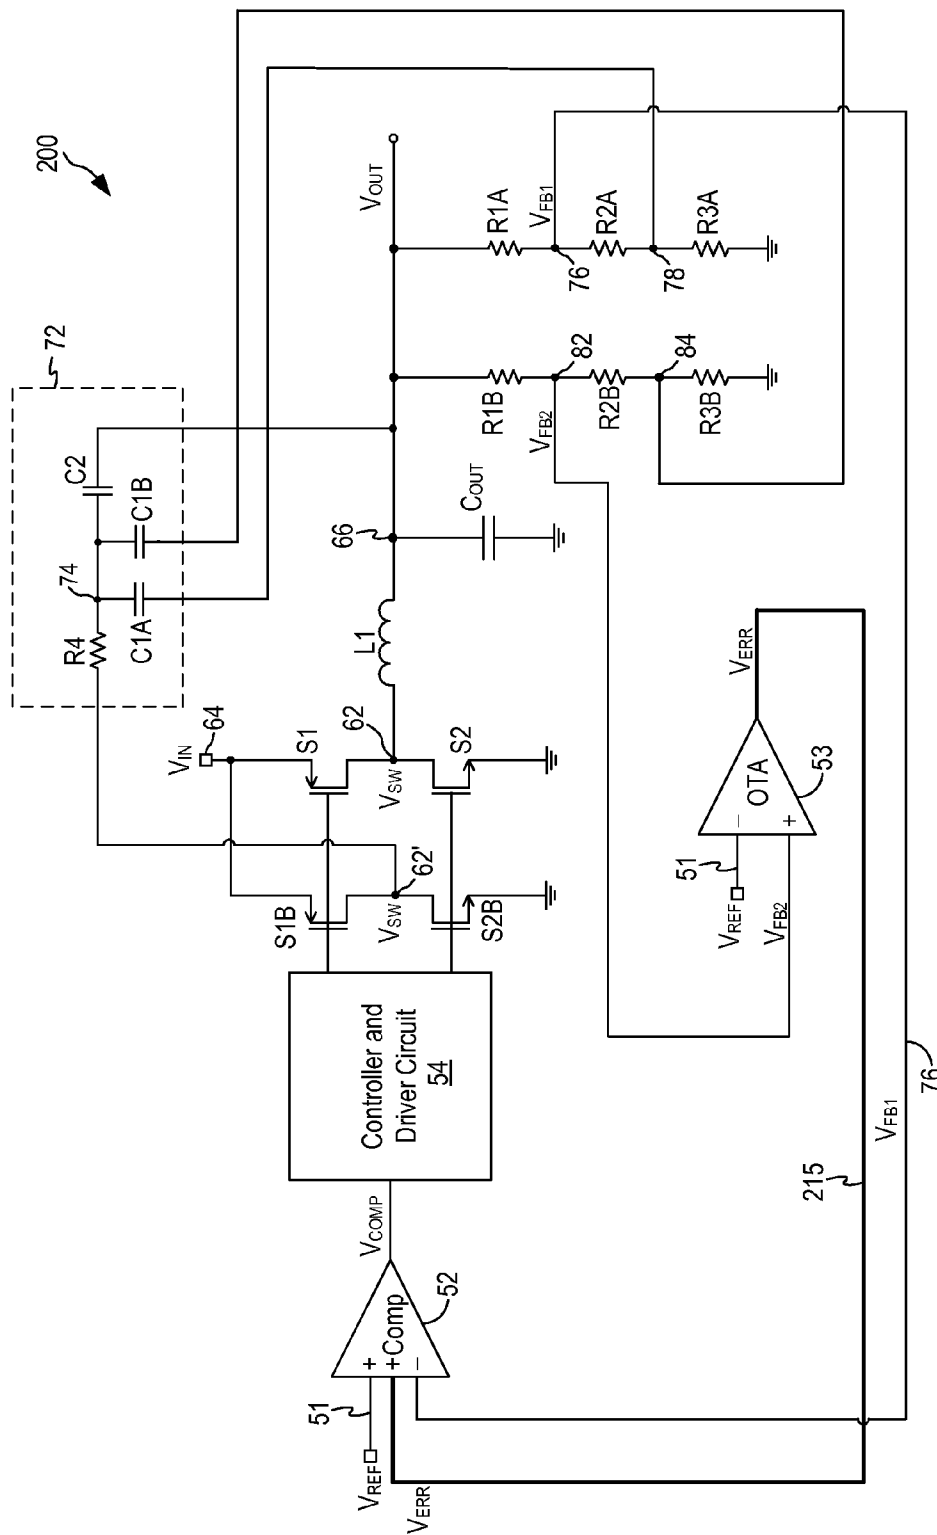 200
72
C2
C1B
74
R4
C1A
VIN
64
S1
62
VSW
S2
S1B
VSW
62'
S2B
L1
66
COUT
VOUT
R1A
VFB1
76
R2A
78
R3A
R1B
82
VFB2
R2B
84
R3B
Controller and
Driver Circuit
54
VCOMP
+
+Comp
−
52
51
VREF
VERR
VERR
−
OTA
+
53
51
VREF
VFB2
215
VFB1
76